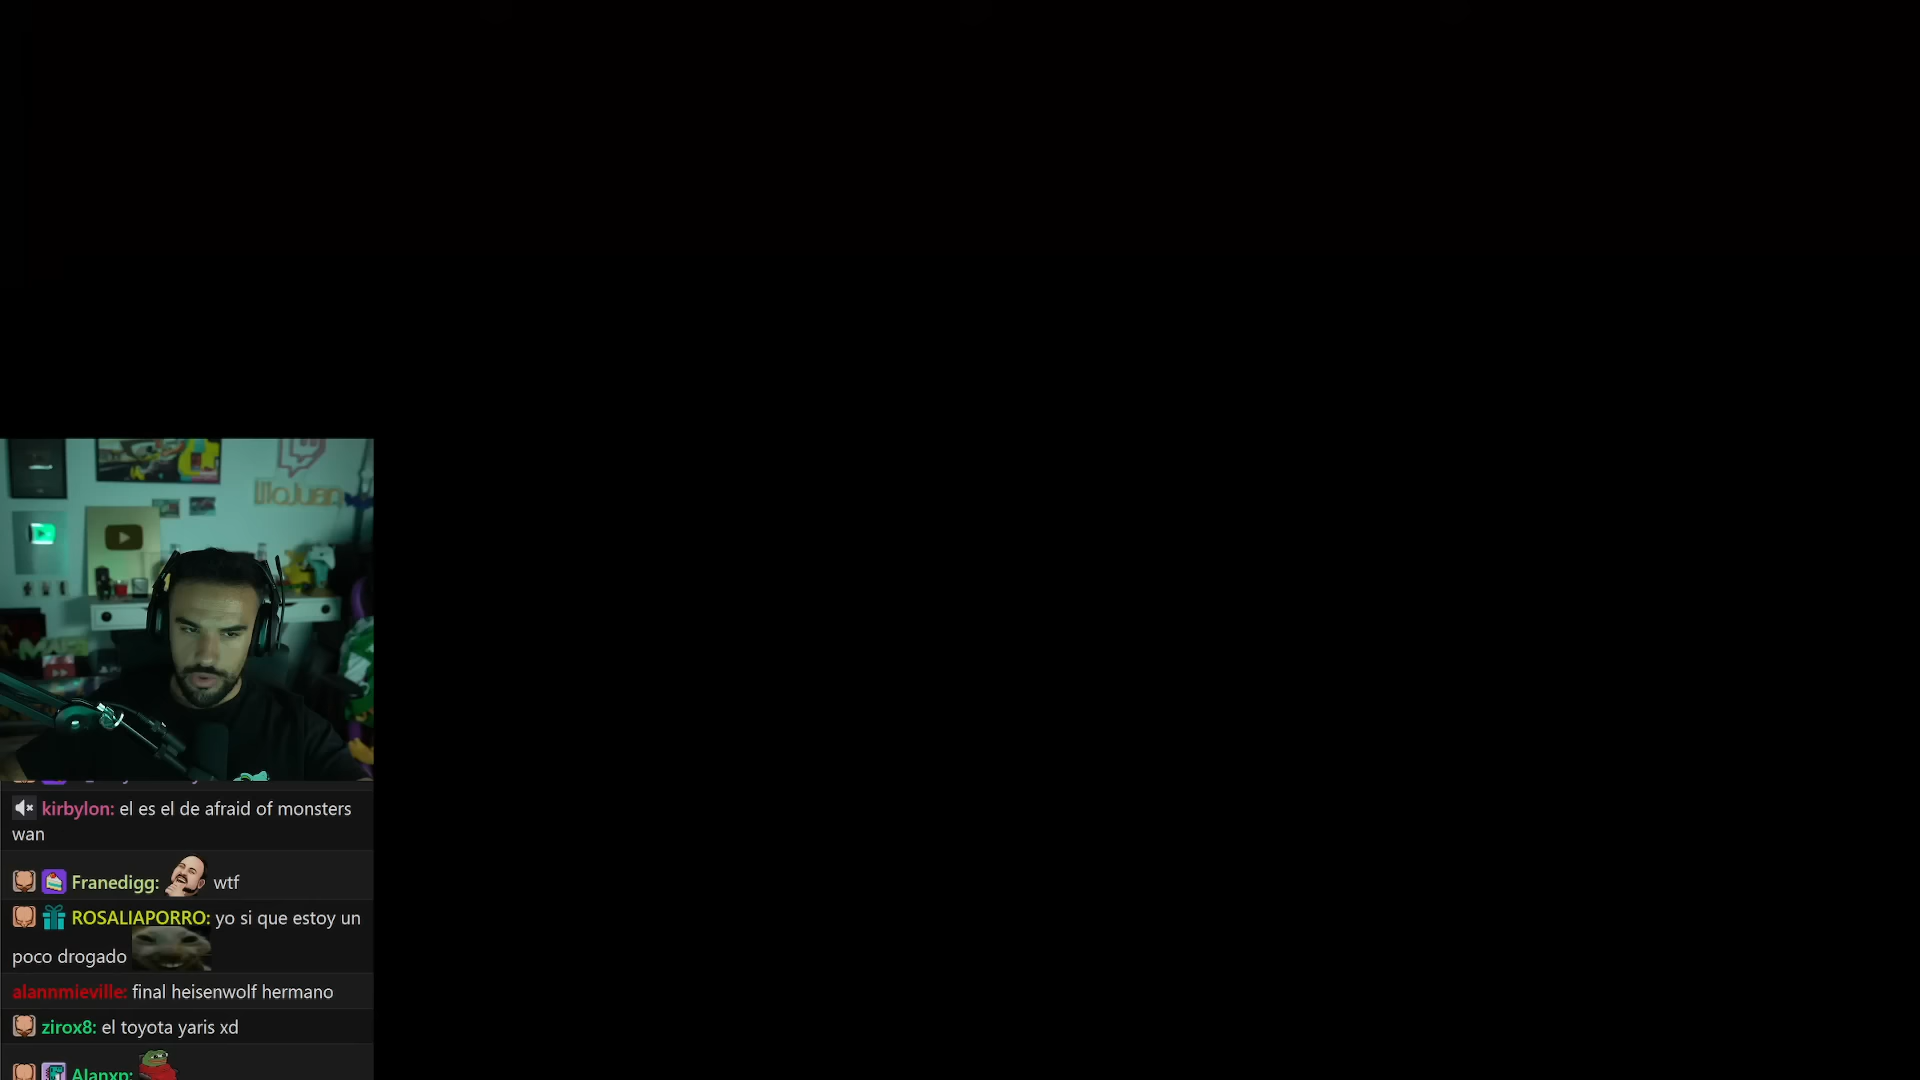 kirbylon: el es el de afraid of monsters
wan
Franedigg: wtf
ROSALIAPORRO: yo si que estoy un
poco drogado
alannmieville: final heisenwolf hermano
zirox8: el toyota yaris xd
Alanxp: